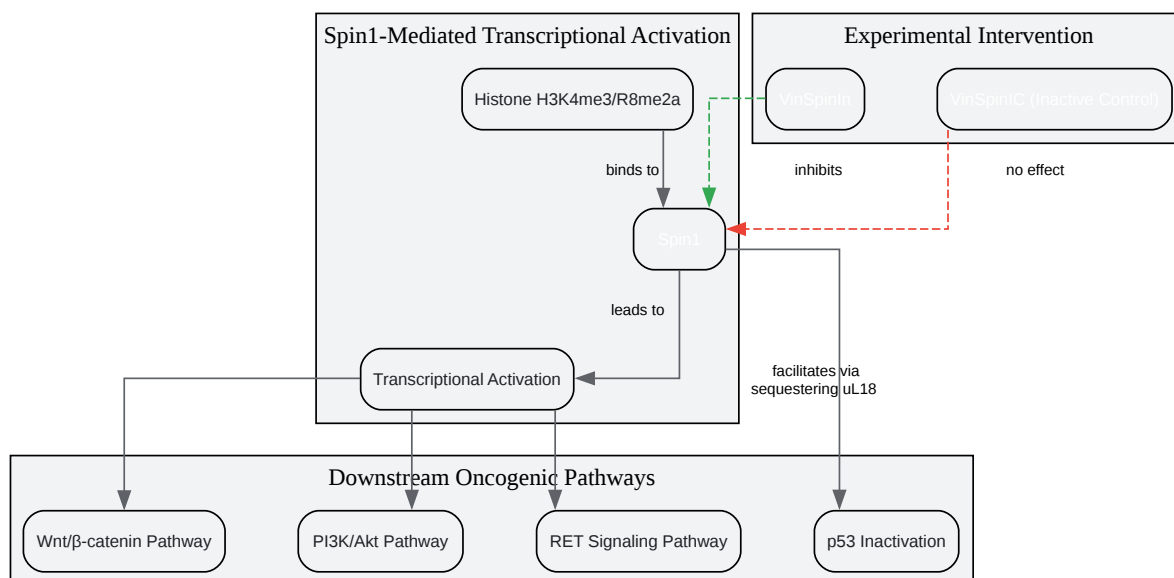 Spin1-Mediated Transcriptional Activation
Experimental Intervention
Histone H3K4me3/R8me2a
VinSpinIn
VinSpinIC (Inactive Control)
binds to
inhibits
no effect
Spin1
leads to
Transcriptional Activation
facilitates via
sequestering uL18
Downstream Oncogenic Pathways
Wnt/β-catenin Pathway
PI3K/Akt Pathway
RET Signaling Pathway
p53 Inactivation